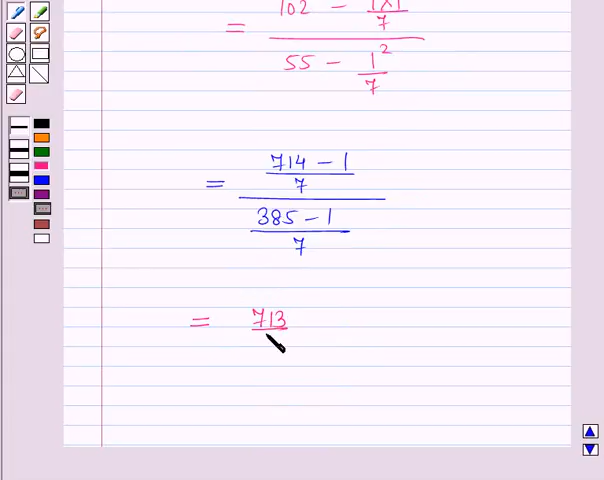 102 - 1×1
7
=
55 - 1²
7
714 - 1
7
=
385 - 1
7
= 713